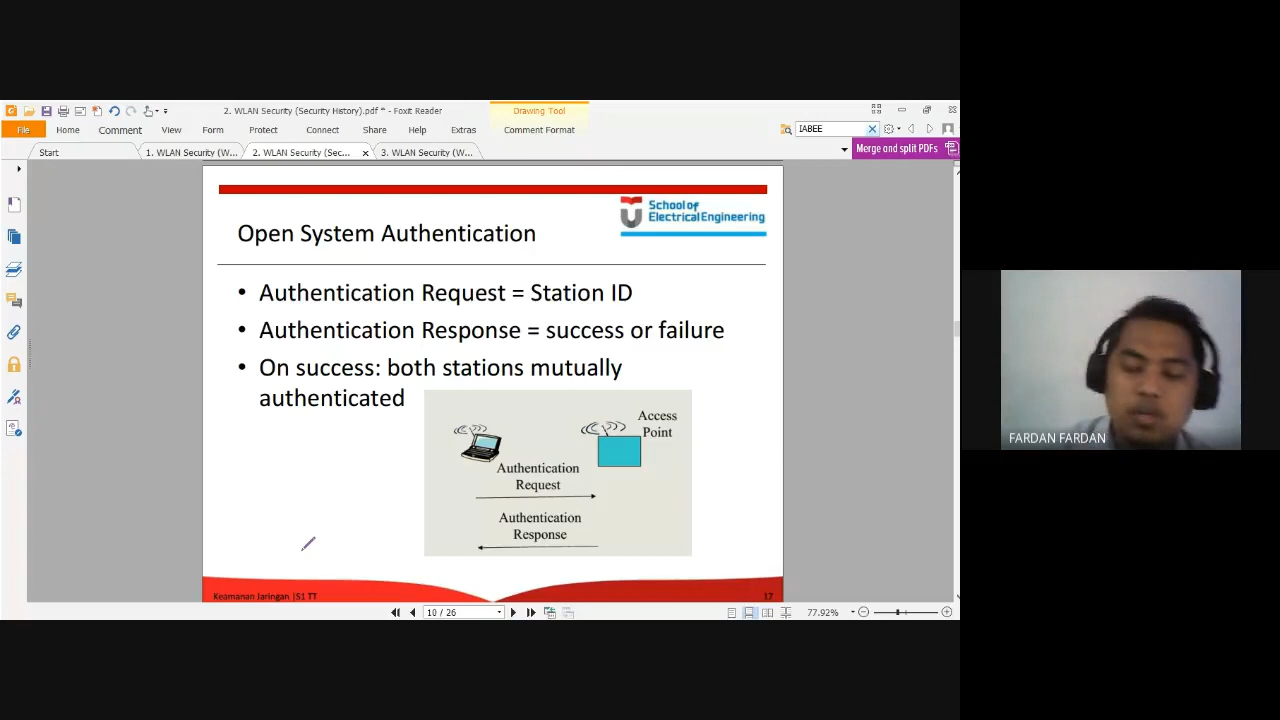 2. WLAN Security (Security History).pdf * - Foxit Reader
Drawing Tool
File
Home
Comment
View
Form
Protect
Connect
Share
Help
Extras
Comment Format
IABEE
Start
1. WLAN Security (W...
2. WLAN Security (Sec...
3. WLAN Security (W...
Merge and split PDFs
School of
Electrical Engineering
Open System Authentication
• Authentication Request = Station ID
• Authentication Response = success or failure
• On success: both stations mutually
authenticated
Access
Point
Authentication
Request
Authentication
Response
Keamanan Jaringan |S1 TT
17
10 / 26
77.92%
FARDAN FARDAN